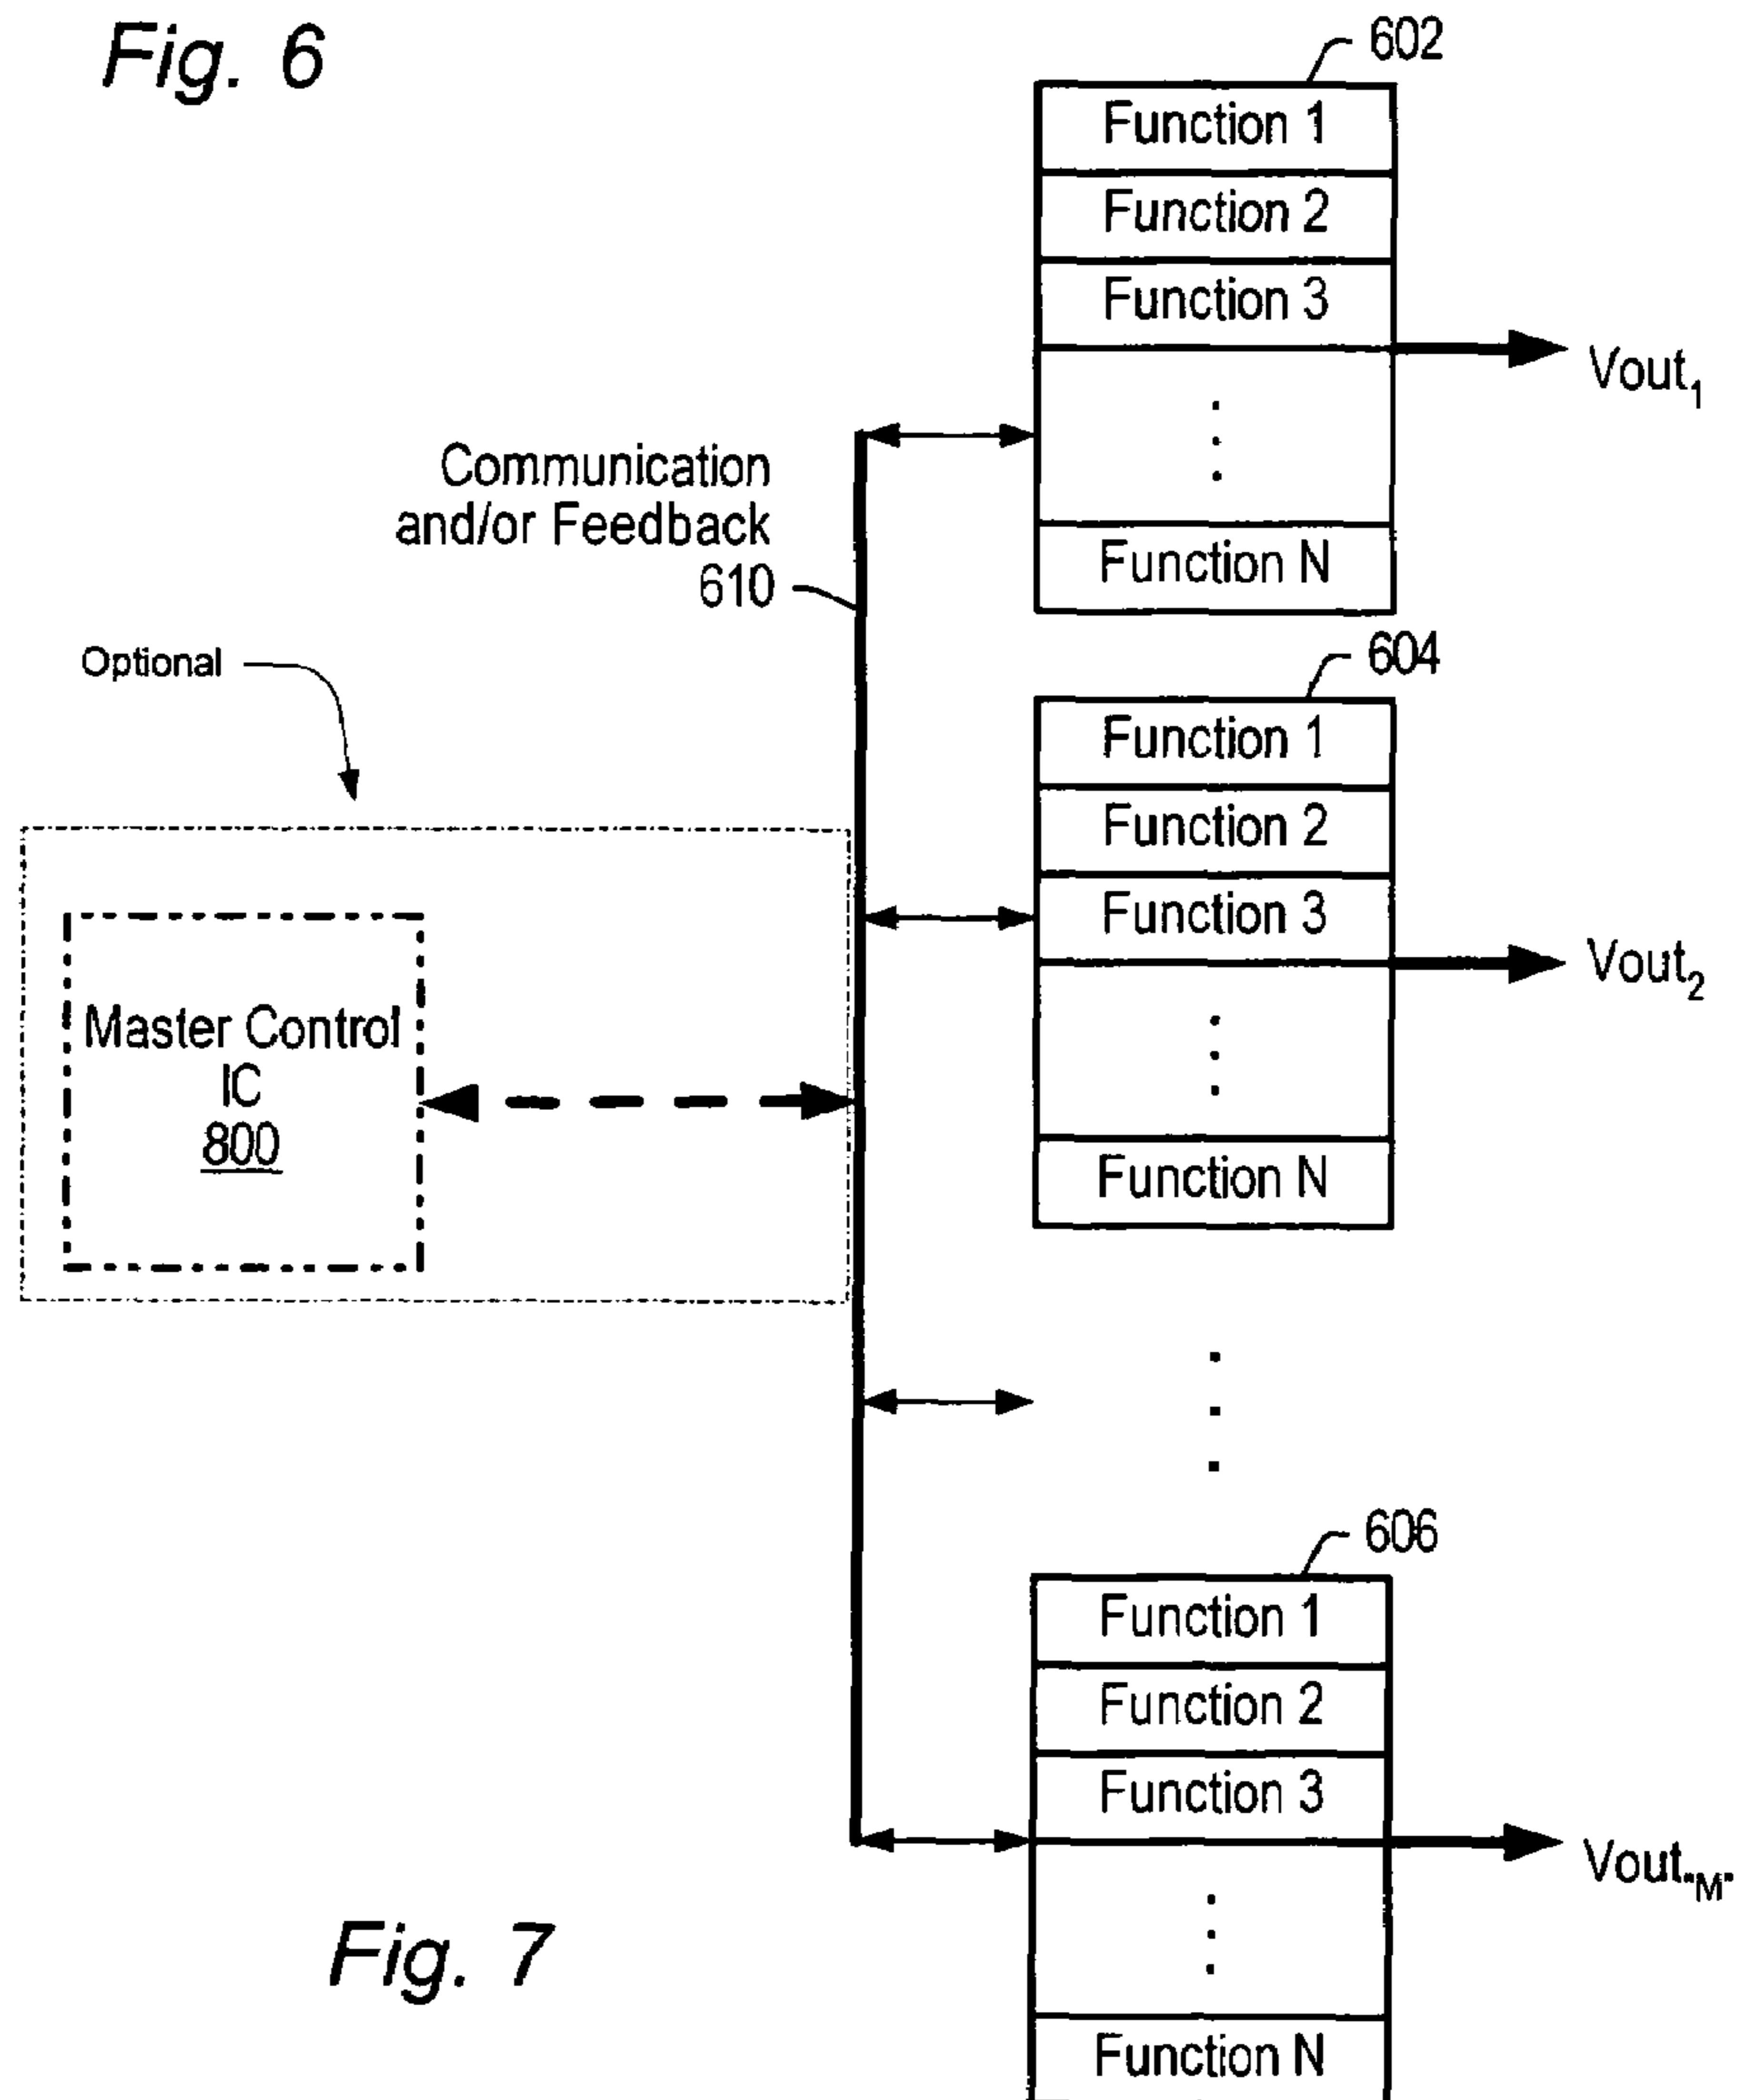 Fig. 6
602
Function 1
Function 2
Function 3
Vout1
Function N
Communication
and/or Feedback
610
Optional
604
Function 1
Function 2
Function 3
Vout2
Function N
Master Control
IC
800
606
Function 1
Function 2
Function 3
Vout"M"
Function N
Fig. 7